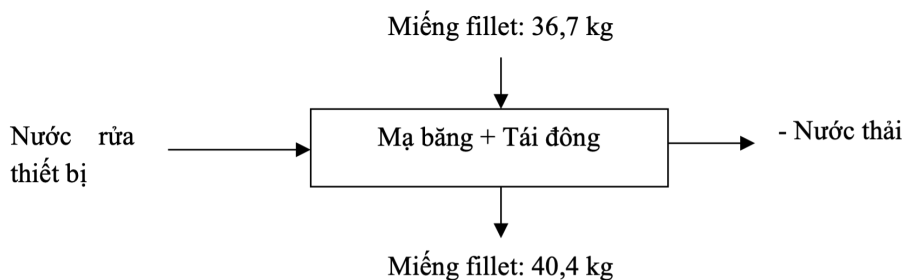 Miếng fillet: 36,7 kg
Nước rửa
thiết bị
Mạ băng + Tái đông
- Nước thải
Miếng fillet: 40,4 kg